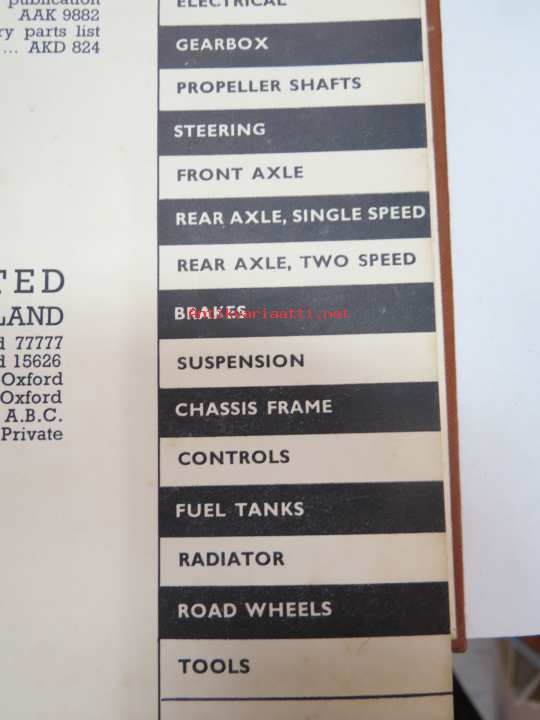 publication
AAK 9882
ry parts list
... AKD 824
TED
LAND
d 77777
d 15626
Oxford
Oxford
A.B.C.
Private
ELECTRICAL
GEARBOX
PROPELLER SHAFTS
STEERING
FRONT AXLE
REAR AXLE, SINGLE SPEED
REAR AXLE, TWO SPEED
BRAKES
Antikvariaatti.net
SUSPENSION
CHASSIS FRAME
CONTROLS
FUEL TANKS
RADIATOR
ROAD WHEELS
TOOLS